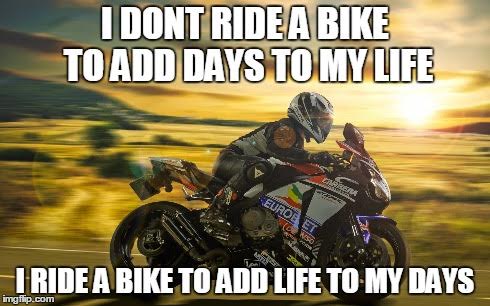 I DONT RIDE A BIKE
TO ADD DAYS TO MY LIFE
CARRERA
EUROBET
I RIDE A BIKE TO ADD LIFE TO MY DAYS
imgflip.com